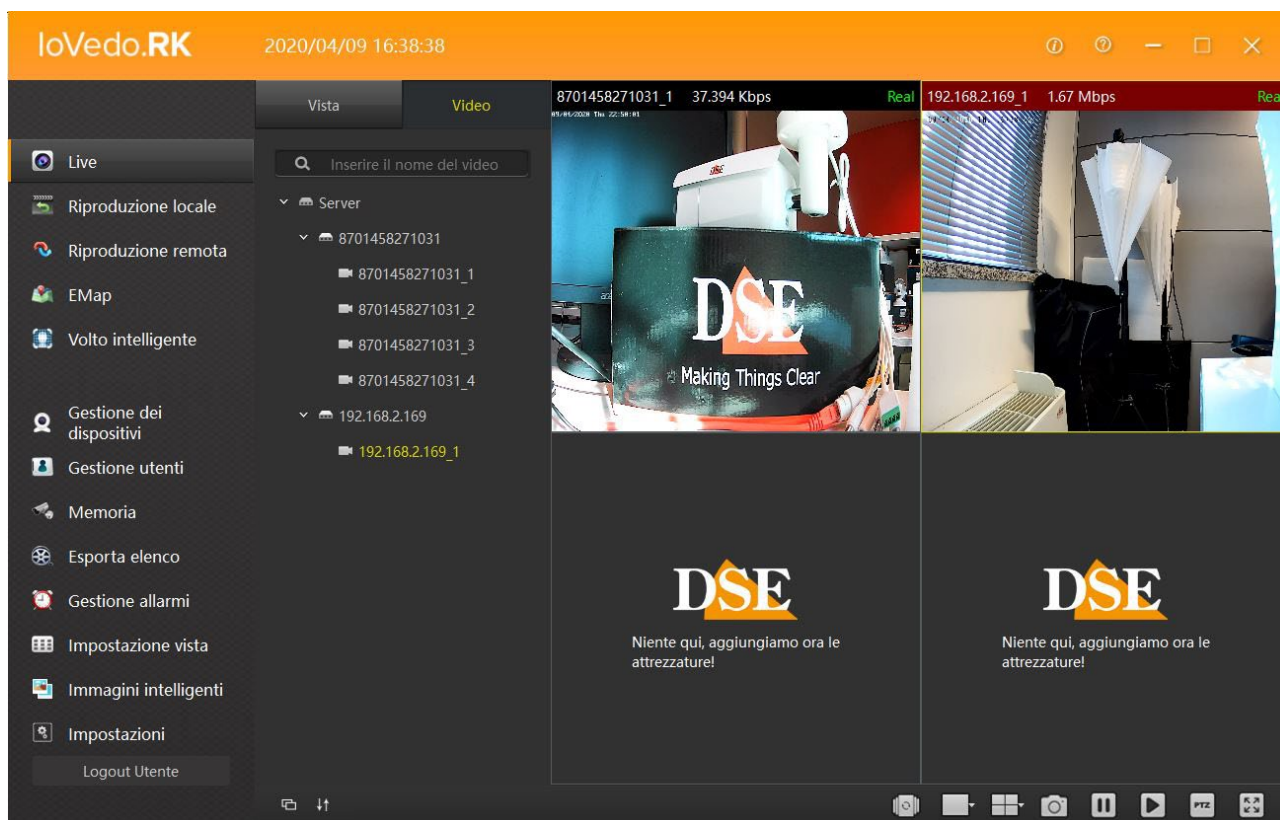 IoVedo.RK
2020/04/09 16:38:38
Live
Riproduzione locale
Riproduzione remota
EMap
Volto intelligente
Gestione dei
dispositivi
Gestione utenti
Memoria
Esporta elenco
Gestione allarmi
Impostazione vista
Immagini intelligenti
Impostazioni
Logout Utente
Vista
Video
Inserire il nome del video
Server
8701458271031
8701458271031_1
8701458271031_2
8701458271031_3
8701458271031_4
192.168.2.169
192.168.2.169_1
8701458271031_1 37.394 Kbps Real
DSE
Making Things Clear
192.168.2.169_1 1.67 Mbps Rea
DSE
Niente qui, aggiungiamo ora le
attrezzature!
DSE
Niente qui, aggiungiamo ora le
attrezzature!
PTZ